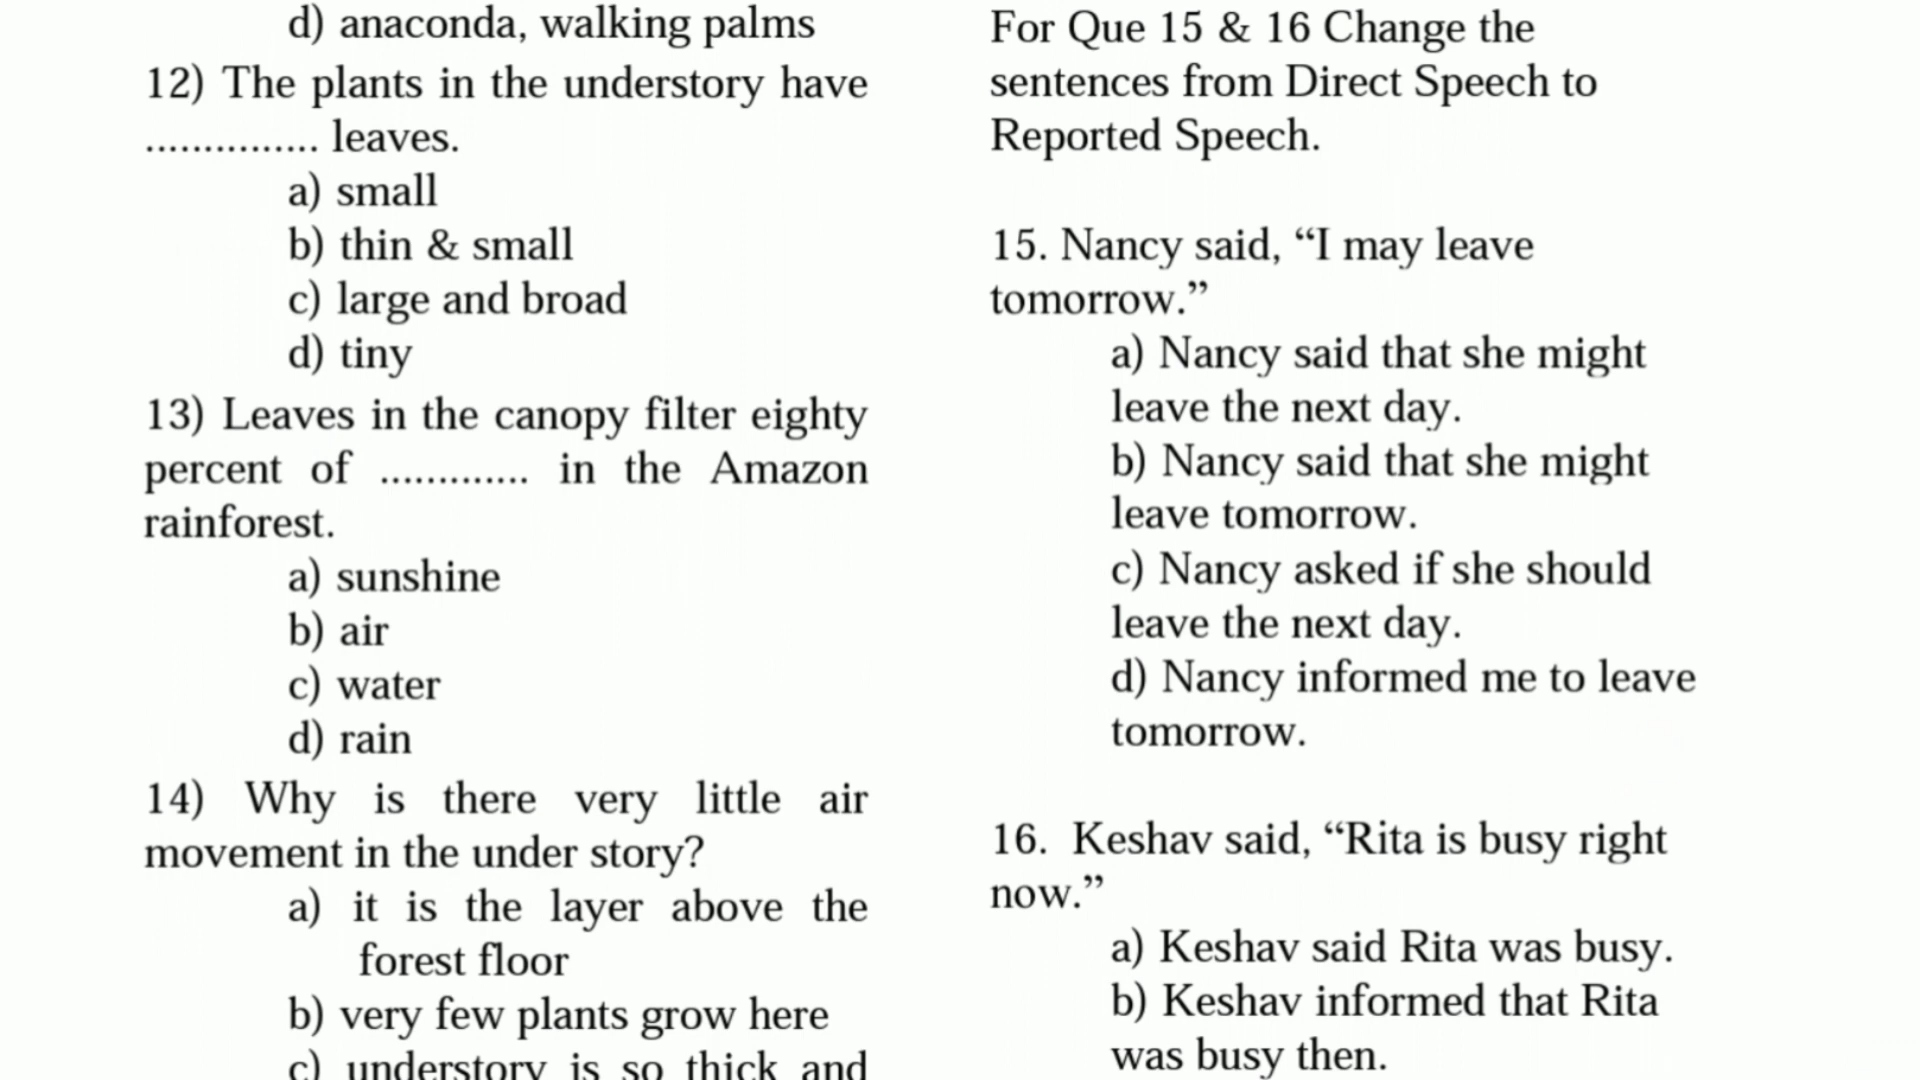 d) anaconda, walking palms
12) The plants in the understory have
............... leaves.
a) small
b) thin & small
c) large and broad
d) tiny
13) Leaves in the canopy filter eighty
percent of ............. in the Amazon
rainforest.
a) sunshine
b) air
c) water
d) rain
14) Why is there very little air
movement in the under story?
a) it is the layer above the
forest floor
b) very few plants grow here
c) understory is so thick and
For Que 15 & 16 Change the
sentences from Direct Speech to
Reported Speech.
15. Nancy said, “I may leave
tomorrow.”
a) Nancy said that she might
leave the next day.
b) Nancy said that she might
leave tomorrow.
c) Nancy asked if she should
leave the next day.
d) Nancy informed me to leave
tomorrow.
16. Keshav said, “Rita is busy right
now.”
a) Keshav said Rita was busy.
b) Keshav informed that Rita
was busy then.